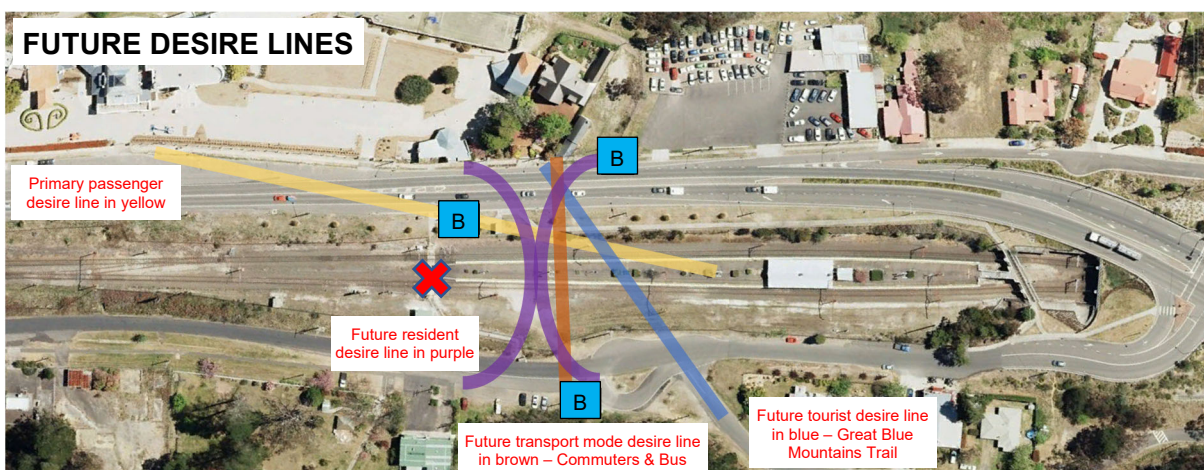 FUTURE DESIRE LINES
B
Primary passenger
desire line in yellow
B
Future resident
desire line in purple
B
Future transport mode desire line
in brown – Commuters & Bus
Future tourist desire line
in blue – Great Blue
Mountains Trail